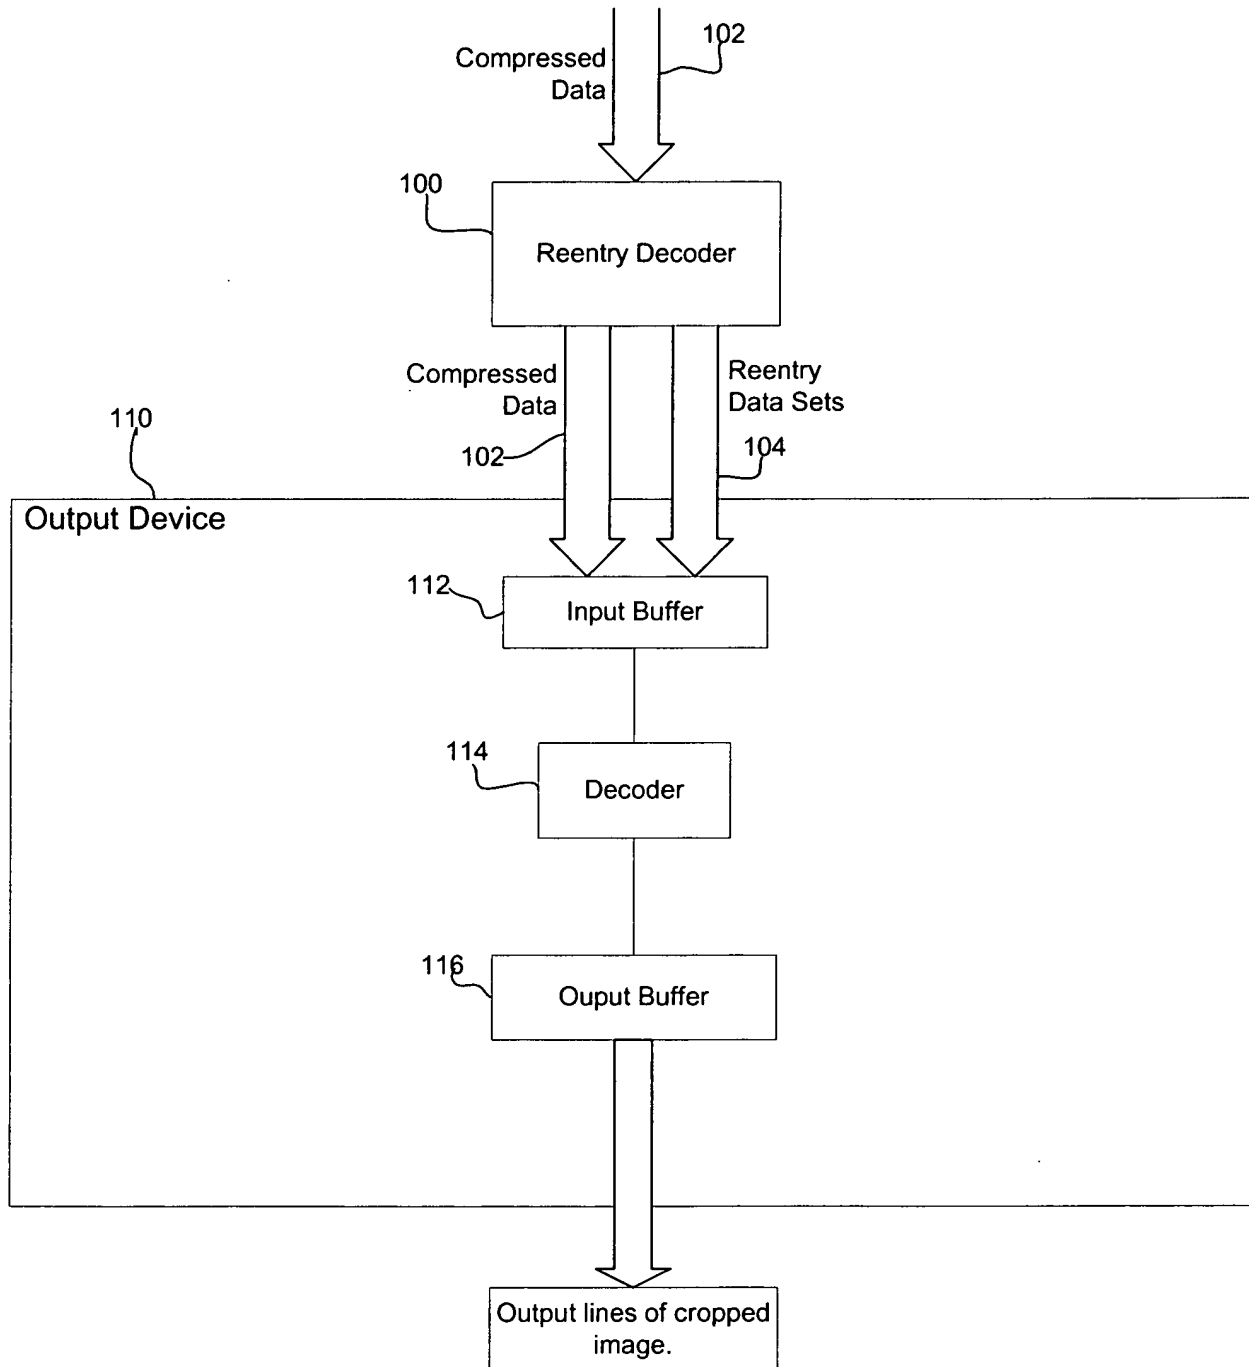 102
Compressed
Data
100
Reentry Decoder
Compressed
Data
Reentry
Data Sets
110
102
104
Output Device
112
Input Buffer
114
Decoder
116
Ouput Buffer
Output lines of cropped
image.